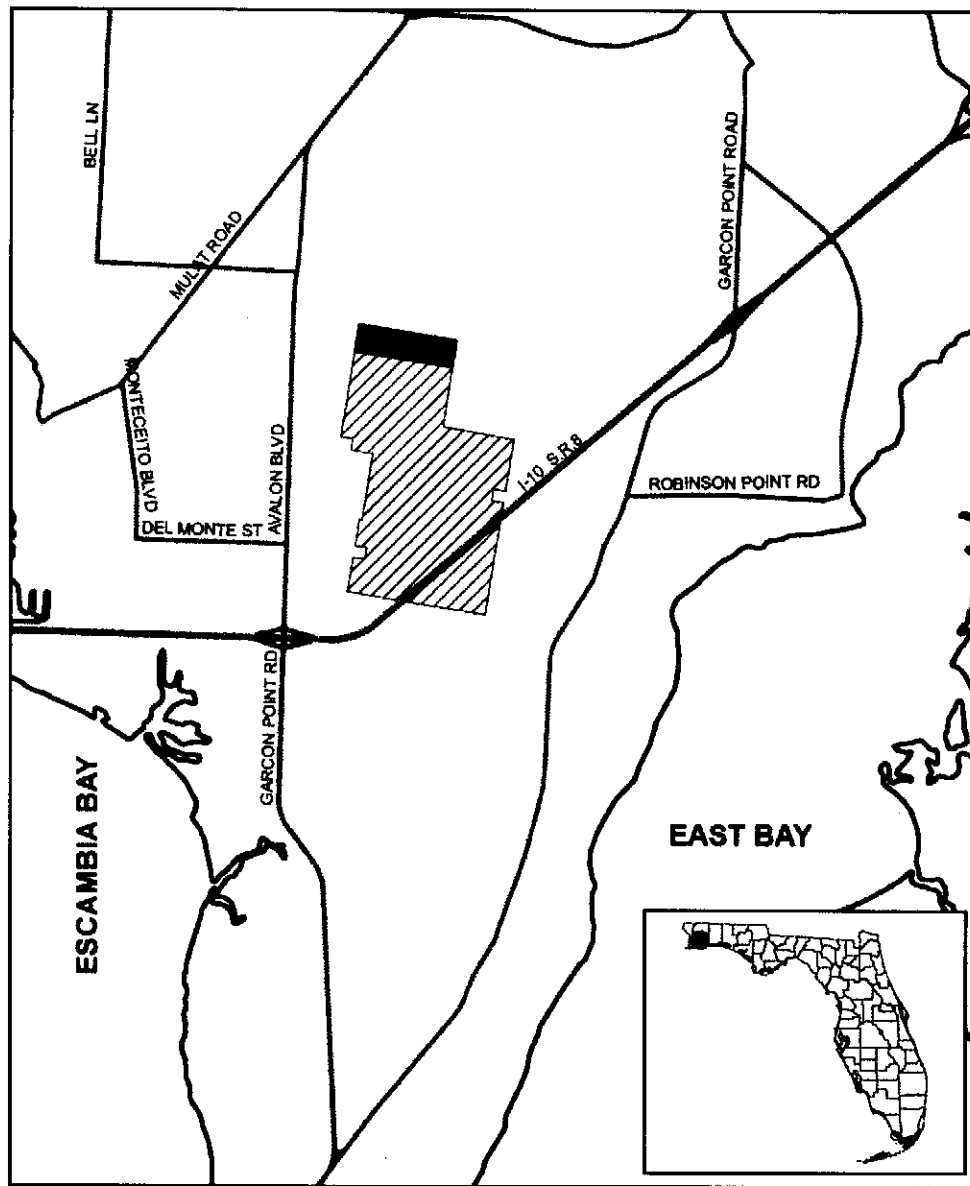 BELL LN
MULAT ROAD
GARCON POINT ROAD
MONTECEITO BLVD
AVALON BLVD
DEL MONTE ST
I-10 S.R.8
ROBINSON POINT RD
GARCON POINT RD
ESCAMBIA BAY
EAST BAY